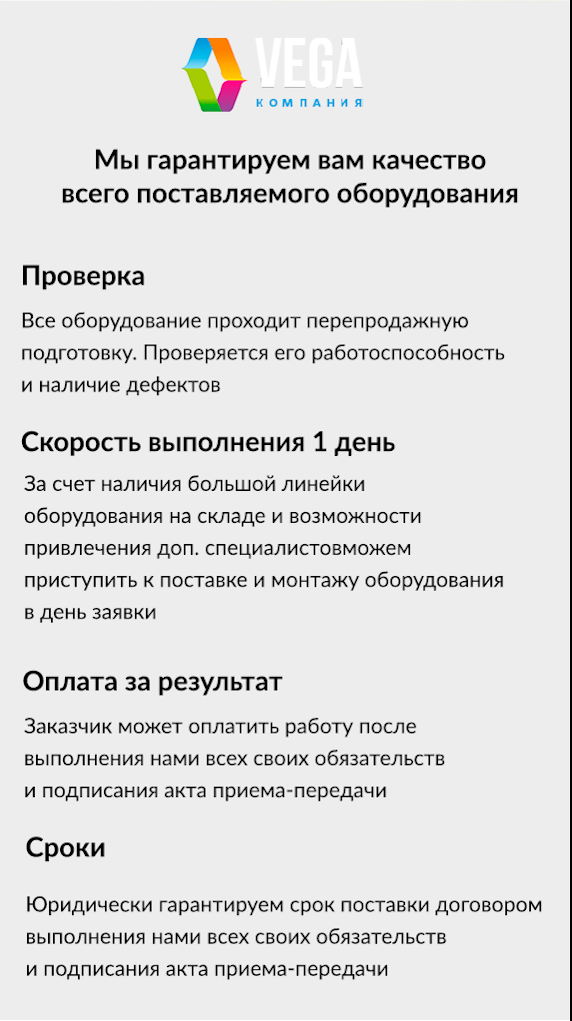 VEGA
КОМПАНИЯ
Мы гарантируем вам качество
всего поставляемого оборудования
Проверка
Все оборудование проходит перепродажную
подготовку. Проверяется его работоспособность
и наличие дефектов
Скорость выполнения 1 день
За счет наличия большой линейки
оборудования на складе и возможности
привлечения доп. специалистовможем
приступить к поставке и монтажу оборудования
в день заявки
Оплата за результат
Заказчик может оплатить работу после
выполнения нами всех своих обязательств
и подписания акта приема-передачи
Сроки
Юридически гарантируем срок поставки договором
выполнения нами всех своих обязательств
и подписания акта приема-передачи